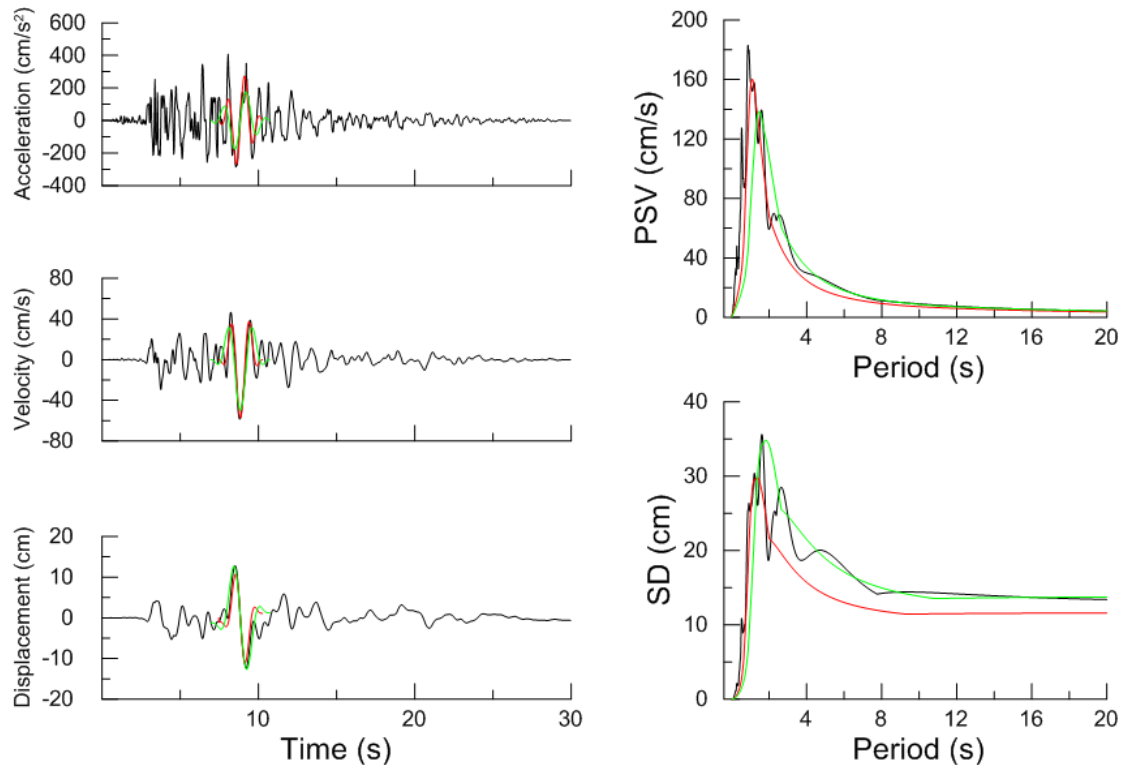 Acceleration (cm/s²)
600
400
200
0
-200
-400
Velocity (cm/s)
80
40
0
-40
-80
Displacement (cm)
20
10
0
-10
-20
10 20 30
Time (s)
PSV (cm/s)
200
160
120
80
40
0
4 8 12 16 20
Period (s)
SD (cm)
40
30
20
10
0
4 8 12 16 20
Period (s)